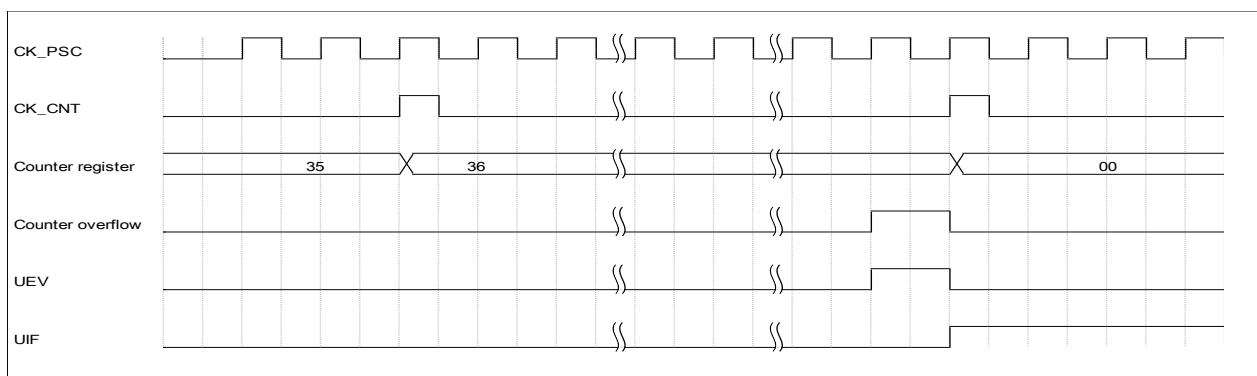 CK_PSC
CK_CNT
Counter register 35 36 00
Counter overflow
UEV
UIF